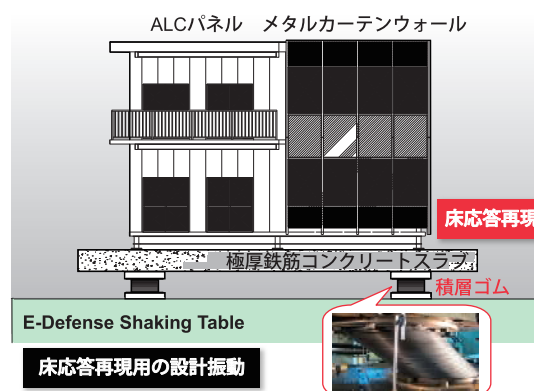 ALCパネル　メタルカーテンウォール
床応答再現
極厚鉄筋コンクリートスラブ
積層ゴム
E-Defense Shaking Table
床応答再現用の設計振動